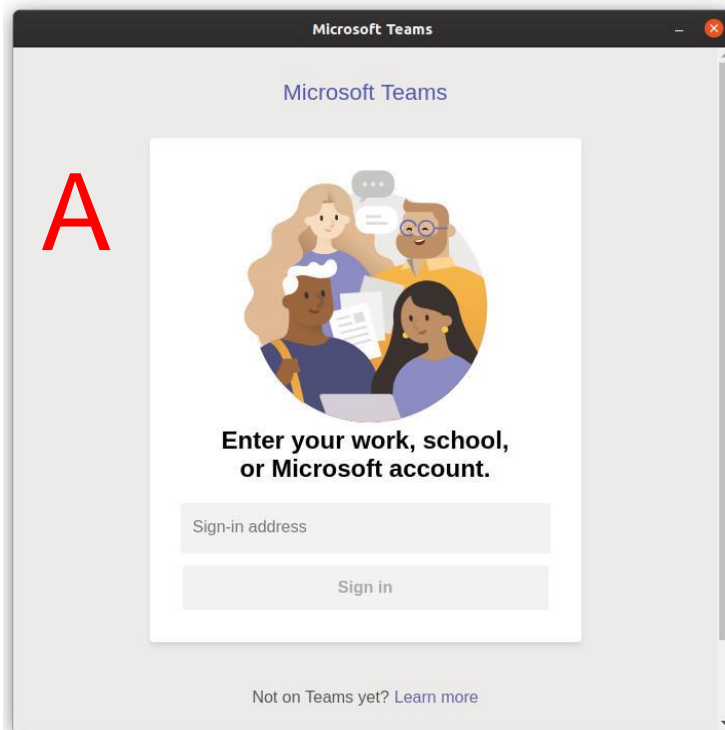 Microsoft Teams
Microsoft Teams
A
Enter your work, school,
or Microsoft account.
Sign-in address
Sign in
Not on Teams yet? Learn more